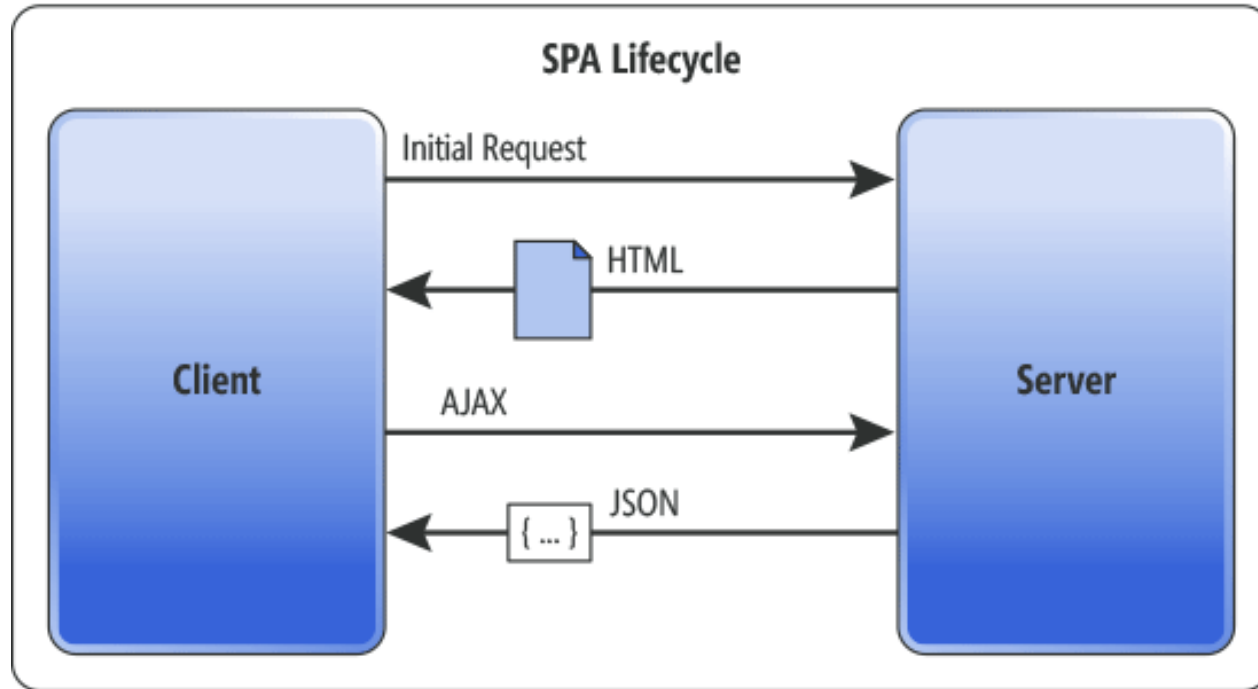 SPA Lifecycle
Initial Request
HTML
Client
Server
AJAX
JSON
{ ... }